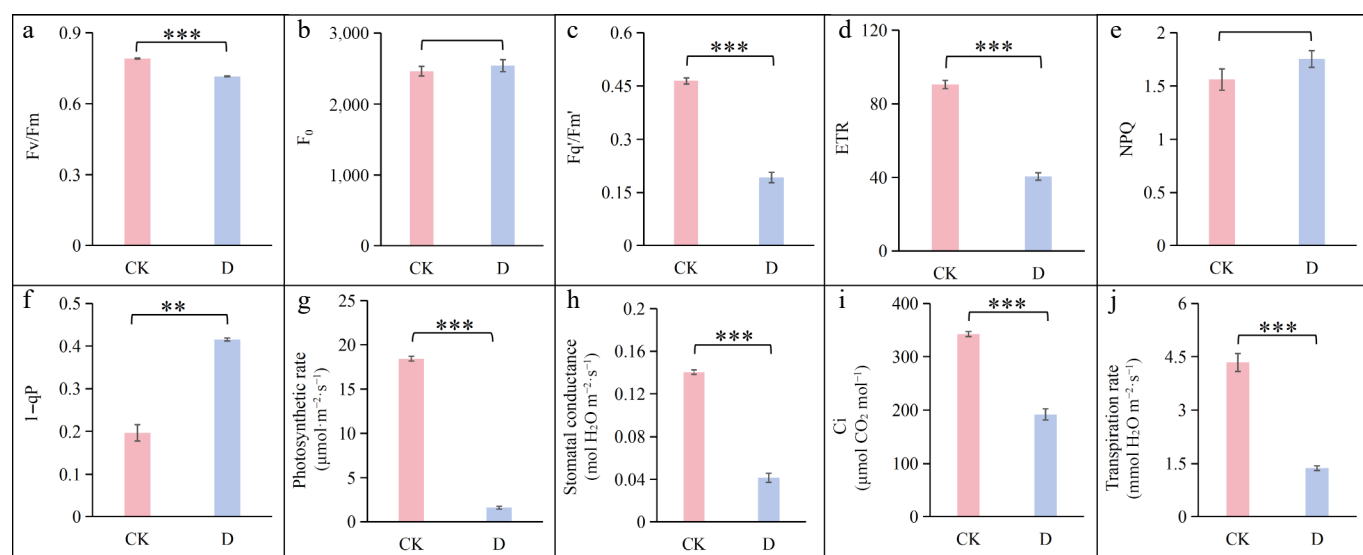 a
0.9
0.6
0.3
0
Fv/Fm
***
CK D
b
3,000
2,000
1,000
0
F₀
CK D
c
0.6
0.45
0.3
0.15
0
Fq'/Fm'
***
CK D
d
120
80
40
0
ETR
***
CK D
e
2
1.5
1
0.5
0
NPQ
CK D
f
0.5
0.4
0.3
0.2
0.1
0
1−qP
**
CK D
g
25
20
15
10
5
0
Photosynthetic rate
(μmol·m⁻²·s⁻¹)
***
CK D
h
0.2
0.16
0.12
0.08
0.04
0
Stomatal conductance
(mol H₂O m⁻²·s⁻¹)
***
CK D
i
400
300
200
100
0
Ci
(μmol CO₂ mol⁻¹)
***
CK D
j
6
4.5
3
1.5
0
Transpiration rate
(mmol H₂O m⁻²·s⁻¹)
***
CK D